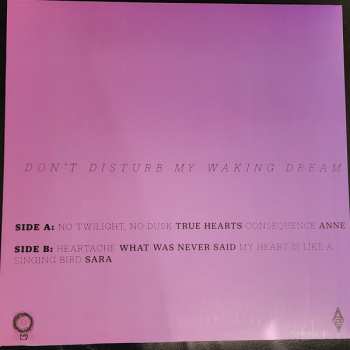 DON'T DISTURB MY WAKING DREAM
SIDE A: NO TWILIGHT, NO DUSK TRUE HEARTS CONSEQUENCE ANNE
SIDE B: HEARTACHE WHAT WAS NEVER SAID MY HEART IS LIKE A
SINGING BIRD SARA